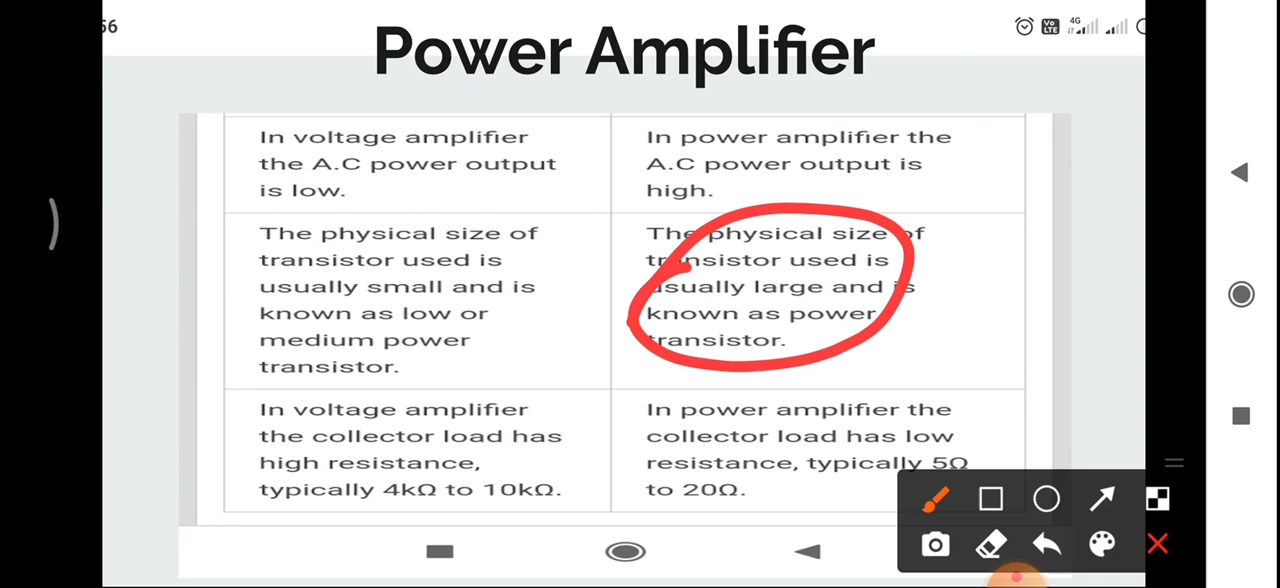 56
Vo
LTE
4G
Power Amplifier
In voltage amplifier
the A.C power output
is low.
In power amplifier the
A.C power output is
high.
The physical size of
transistor used is
usually small and is
known as low or
medium power
transistor.
The physical size of
transistor used is
usually large and is
known as power
transistor.
In voltage amplifier
the collector load has
high resistance,
typically 4kΩ to 10kΩ.
In power amplifier the
collector load has low
resistance, typically 5Ω
to 20Ω.